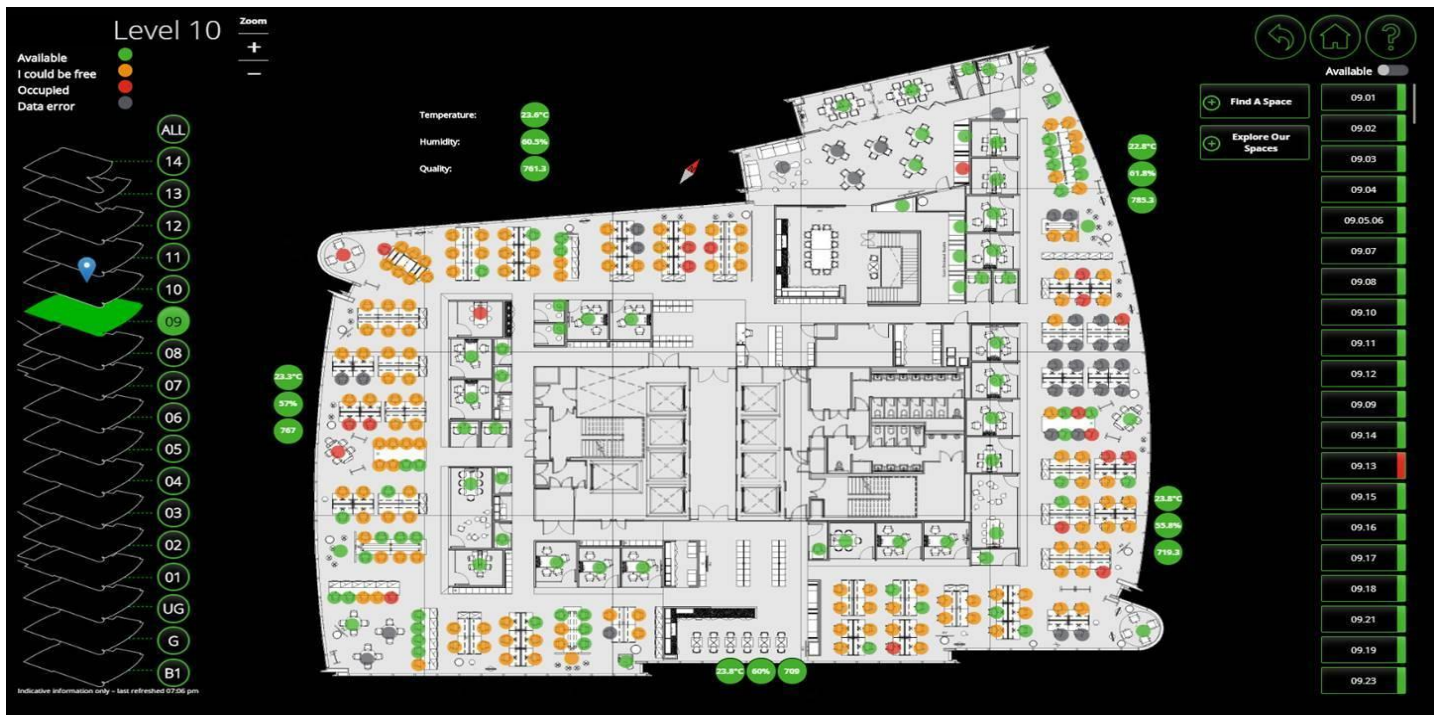 Level 10
Zoom
+
−
Available
I could be free
Occupied
Data error
ALL
14
13
12
11
10
09
08
07
06
05
04
03
02
01
UG
G
B1
Indicative information only – last refreshed 07:06 pm
Temperature: 23.6°C
Humidity: 60.5%
Quality: 761.3
22.8°C
61.8%
785.3
23.3°C
57%
767
23.8°C
55.8%
719.3
23.8°C 60% 709
?
Available
Find A Space
Explore Our
Spaces
09.01
09.02
09.03
09.04
09.05.06
09.07
09.08
09.10
09.11
09.12
09.09
09.14
09.13
09.15
09.16
09.17
09.18
09.21
09.19
09.23